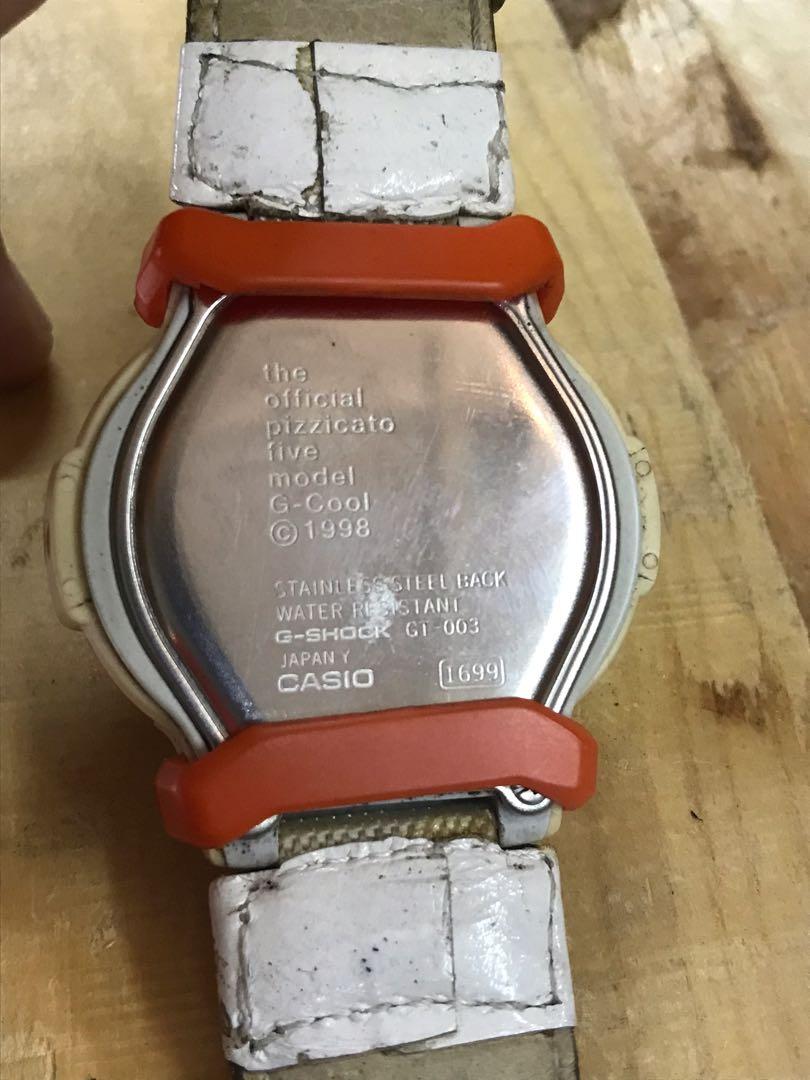 the
official
pizzicato
five
model
G-Cool
©1998
STAINLESS STEEL BACK
WATER RESISTANT
G-SHOCK GT-003
JAPAN Y
CASIO 1699